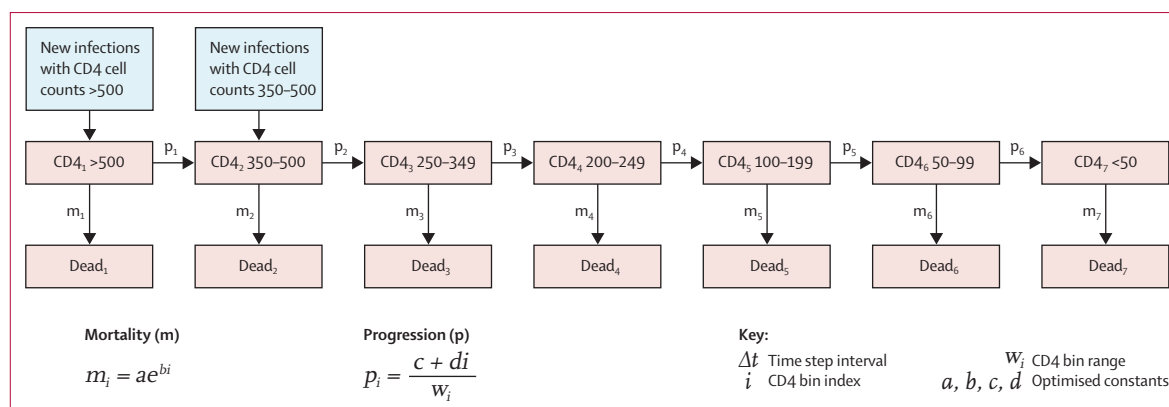 New infections
with CD4 cell
counts >500
New infections
with CD4 cell
counts 350–500
CD4₁ >500
p₁
CD4₂ 350–500
p₂
CD4₃ 250–349
p₃
CD4₄ 200–249
p₄
CD4₅ 100–199
p₅
CD4₆ 50–99
p₆
CD4₇ <50
m₁
m₂
m₃
m₄
m₅
m₆
m₇
Dead₁
Dead₂
Dead₃
Dead₄
Dead₅
Dead₆
Dead₇
Mortality (m)
mᵢ = ae^{bi}
Progression (p)
pᵢ = \frac{c + di}{wᵢ}
Key:
Δt Time step interval
i CD4 bin index
wᵢ CD4 bin range
a, b, c, d Optimised constants